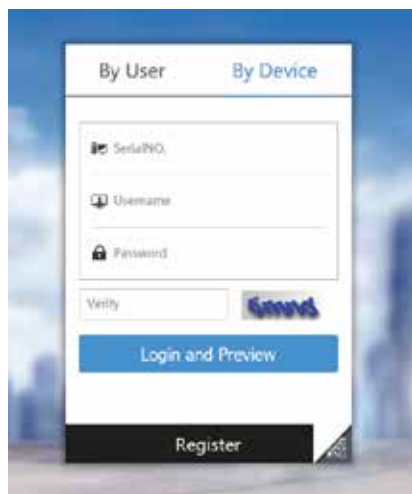 By User By Device
SerialNO.
Username
Password
Verify
Login and Preview
Register